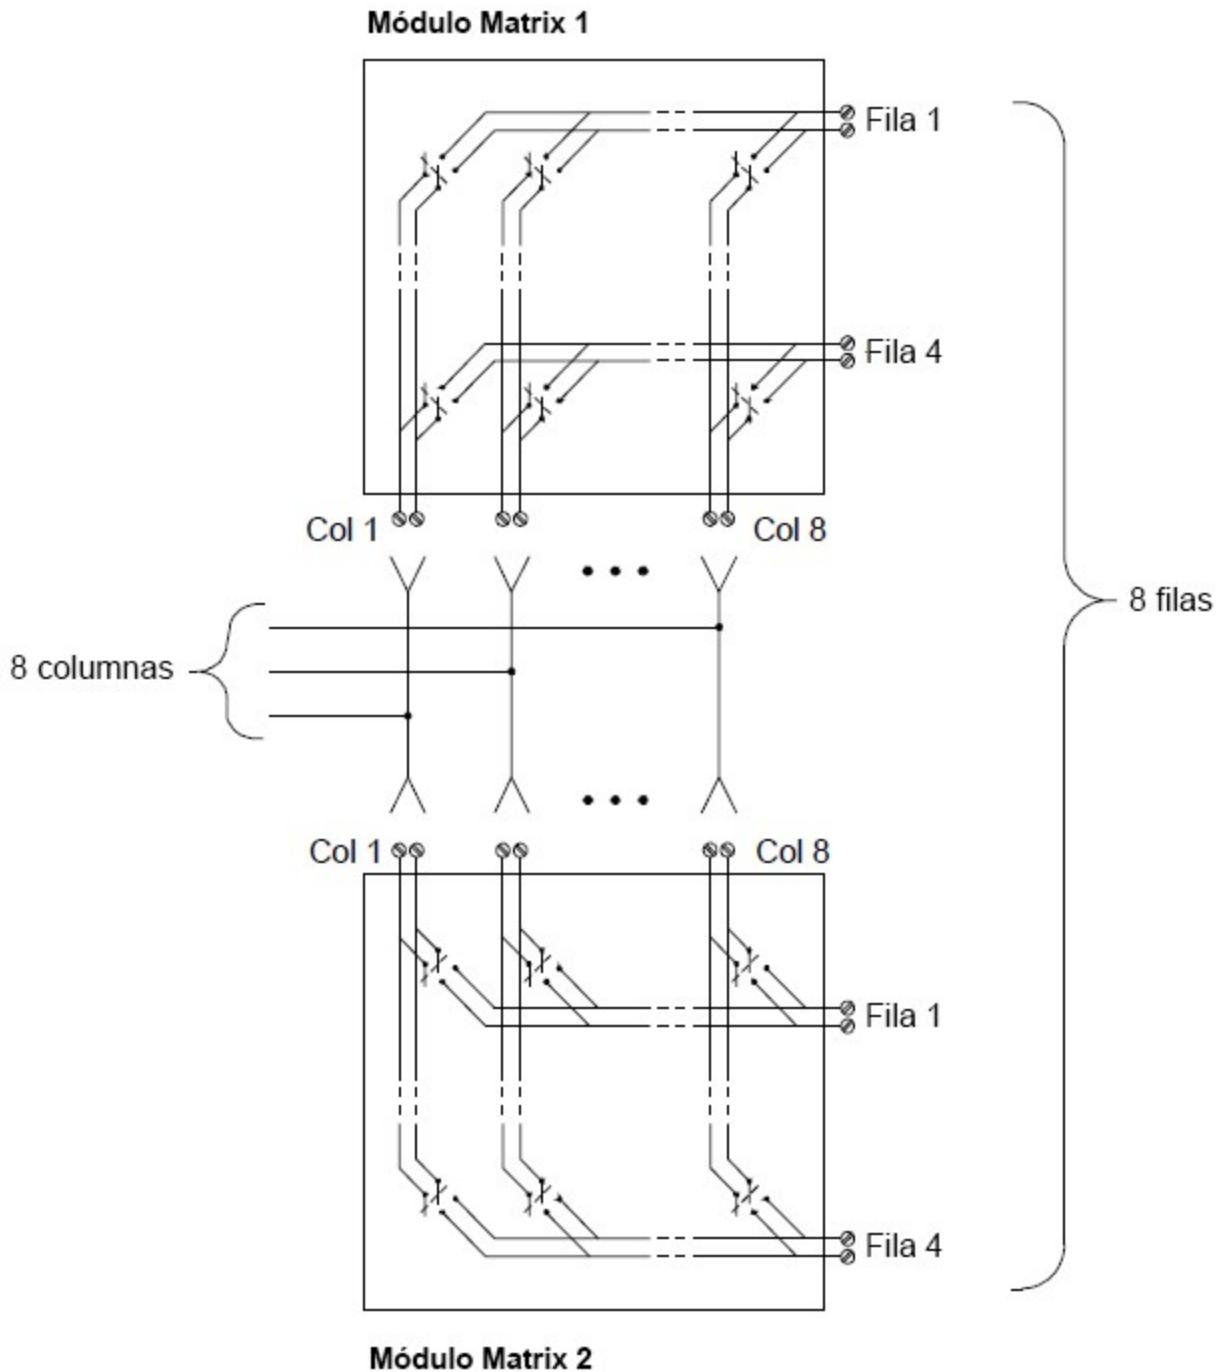 Módulo Matrix 1
Fila 1
Fila 4
Col 1
Col 8
8 filas
8 columnas
Col 1
Col 8
Fila 1
Fila 4
Módulo Matrix 2